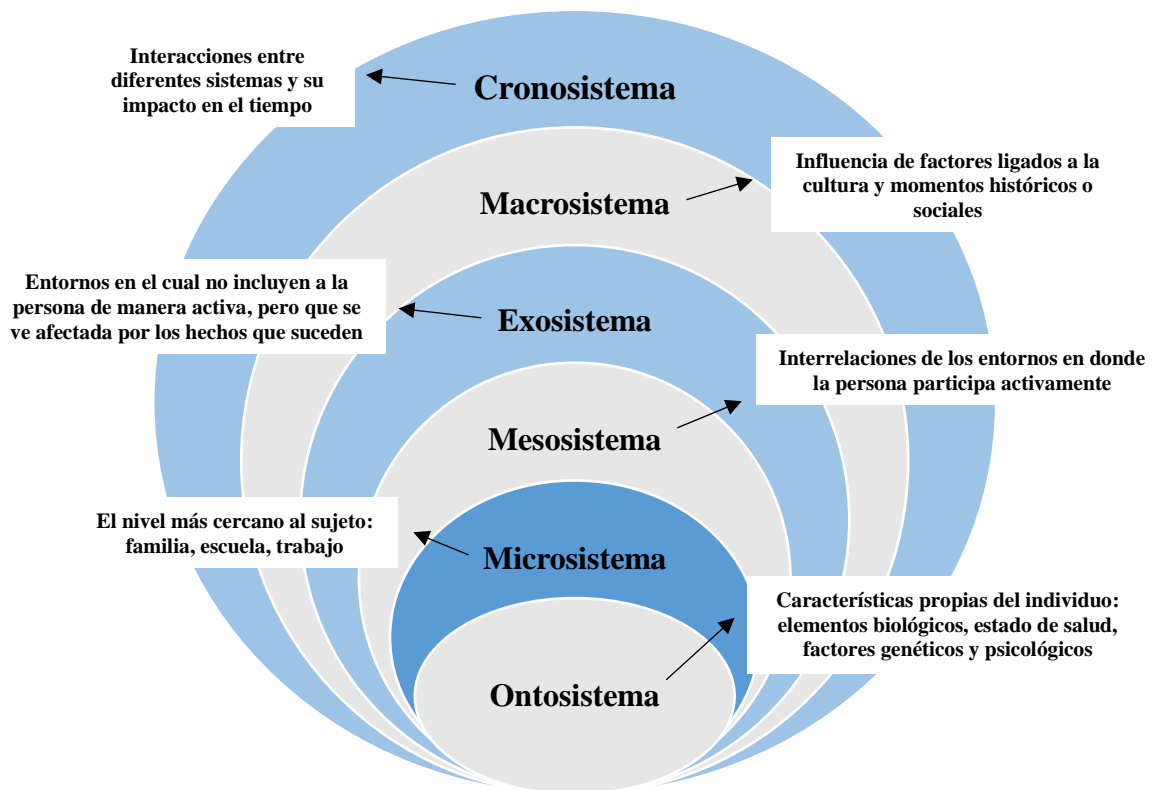 Interacciones entre
diferentes sistemas y su
impacto en el tiempo
Cronosistema
Influencia de factores ligados a la
cultura y momentos históricos o
sociales
Macrosistema
Entornos en el cual no incluyen a la
persona de manera activa, pero que se
ve afectada por los hechos que suceden
Exosistema
Interrelaciones de los entornos en donde
la persona participa activamente
Mesosistema
El nivel más cercano al sujeto:
familia, escuela, trabajo
Microsistema
Características propias del individuo:
elementos biológicos, estado de salud,
factores genéticos y psicológicos
Ontosistema